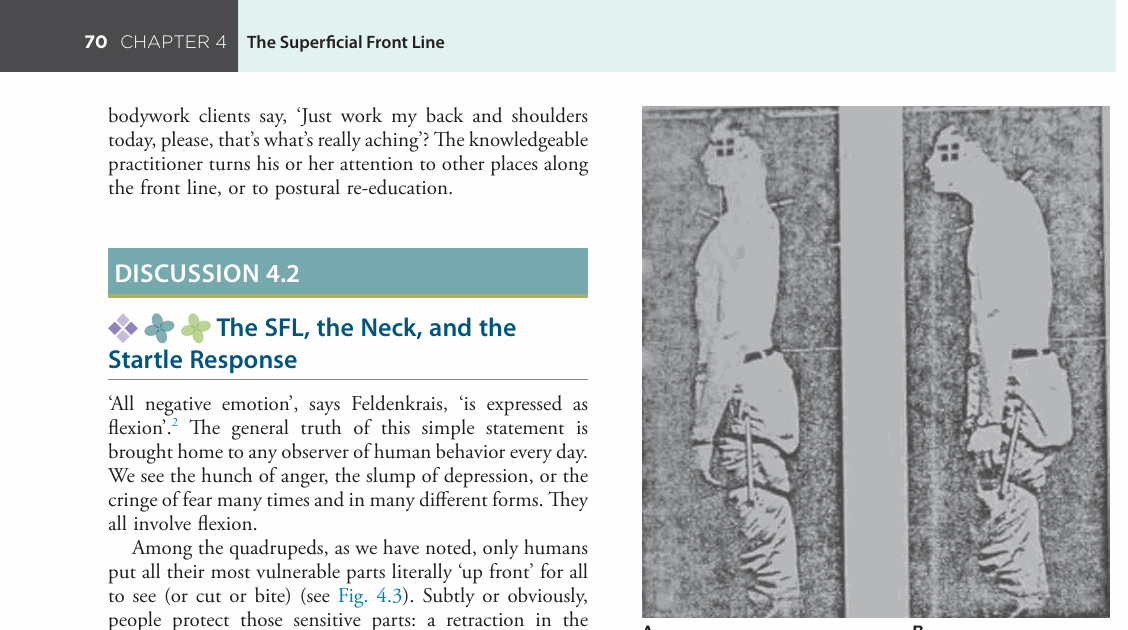 70 CHAPTER 4 The Superficial Front Line
bodywork clients say, ‘Just work my back and shoulders
today, please, that’s what’s really aching’? The knowledgeable
practitioner turns his or her attention to other places along
the front line, or to postural re-education.
DISCUSSION 4.2
The SFL, the Neck, and the
Startle Response
‘All negative emotion’, says Feldenkrais, ‘is expressed as
flexion’.2 The general truth of this simple statement is
brought home to any observer of human behavior every day.
We see the hunch of anger, the slump of depression, or the
cringe of fear many times and in many different forms. They
all involve flexion.
Among the quadrupeds, as we have noted, only humans
put all their most vulnerable parts literally ‘up front’ for all
to see (or cut or bite) (see Fig. 4.3). Subtly or obviously,
people protect those sensitive parts: a retraction in the